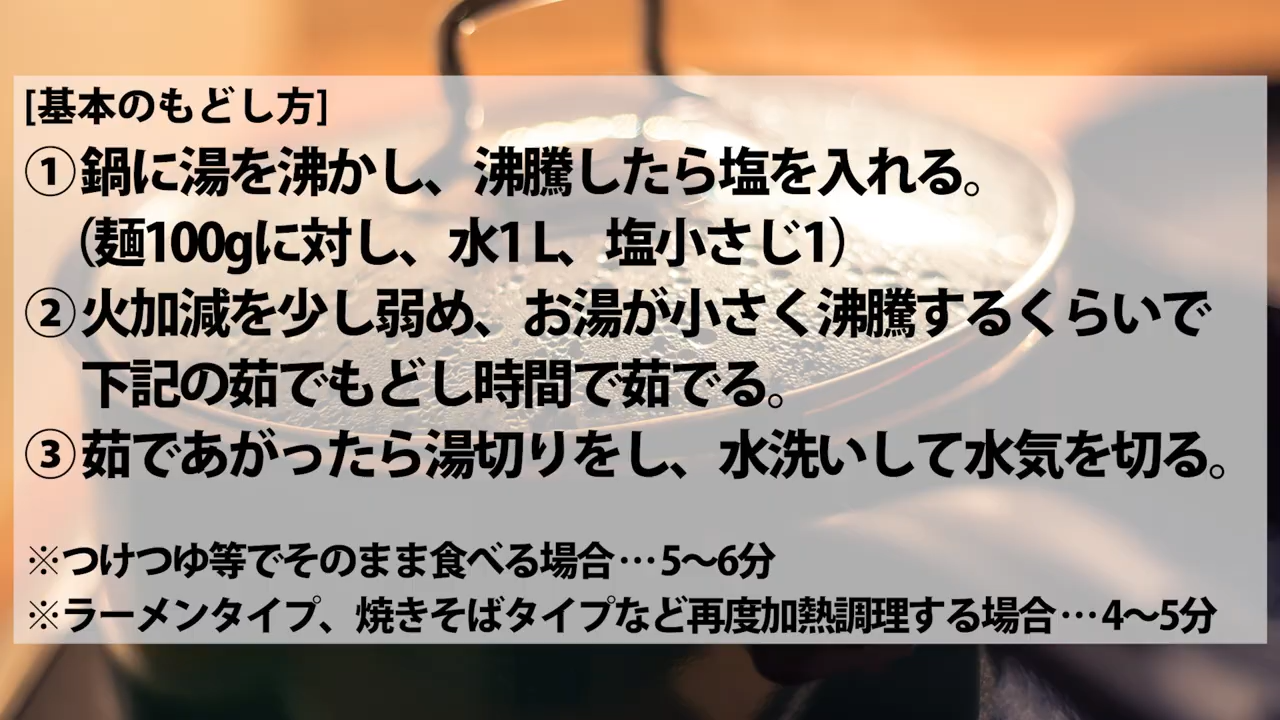 [基本のもどし方]
①鍋に湯を沸かし、沸騰したら塩を入れる。
（麺100gに対し、水1L、塩小さじ1）
②火加減を少し弱め、お湯が小さく沸騰するくらいで
下記の茹でもどし時間で茹でる。
③茹であがったら湯切りをし、水洗いして水気を切る。
※つけつゆ等でそのまま食べる場合…5〜6分
※ラーメンタイプ、焼きそばタイプなど再度加熱調理する場合…4〜5分